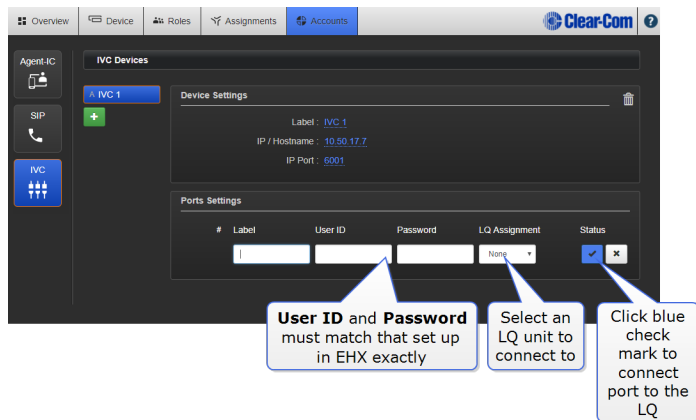 Overview Device Roles Assignments Accounts Clear-Com ?
Agent-IC
IVC Devices
A IVC 1
Device Settings
SIP
+
Label : IVC 1
IP / Hostname : 10.50.17.7
IP Port : 6001
IVC
Ports Settings
# Label User ID Password LQ Assignment Status
None
User ID and Password
must match that set up
in EHX exactly
Select an
LQ unit to
connect to
Click blue
check
mark to
connect
port to the
LQ